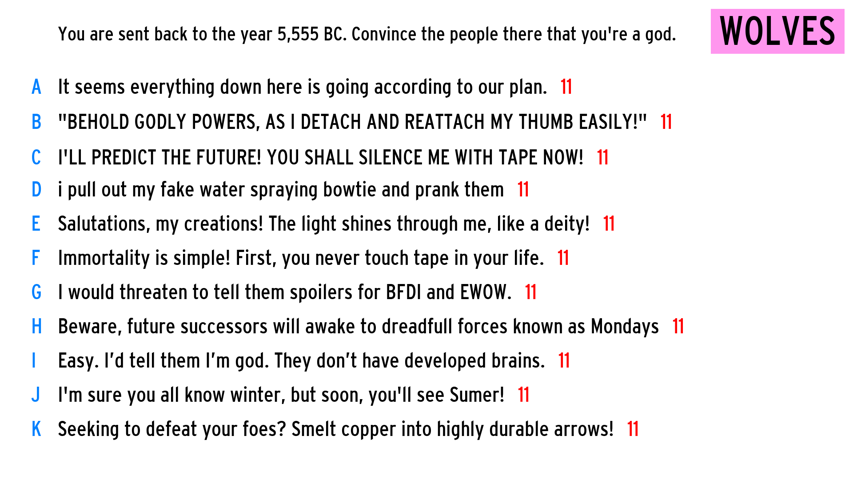 You are sent back to the year 5,555 BC. Convince the people there that you're a god. WOLVES
A It seems everything down here is going according to our plan. 11
B "BEHOLD GODLY POWERS, AS I DETACH AND REATTACH MY THUMB EASILY!" 11
C I'LL PREDICT THE FUTURE! YOU SHALL SILENCE ME WITH TAPE NOW! 11
D i pull out my fake water spraying bowtie and prank them 11
E Salutations, my creations! The light shines through me, like a deity! 11
F Immortality is simple! First, you never touch tape in your life. 11
G I would threaten to tell them spoilers for BFDI and EWOW. 11
H Beware, future successors will awake to dreadfull forces known as Mondays 11
I Easy. I’d tell them I’m god. They don’t have developed brains. 11
J I'm sure you all know winter, but soon, you'll see Sumer! 11
K Seeking to defeat your foes? Smelt copper into highly durable arrows! 11